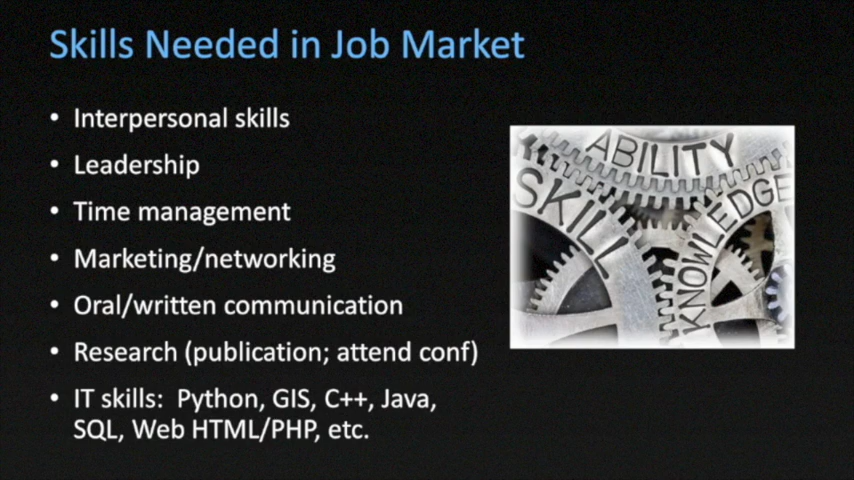 Skills Needed in Job Market
• Interpersonal skills
• Leadership
• Time management
• Marketing/networking
• Oral/written communication
• Research (publication; attend conf)
• IT skills:  Python, GIS, C++, Java,
SQL, Web HTML/PHP, etc.
ABILITY
SKILL
KNOWLEDGE